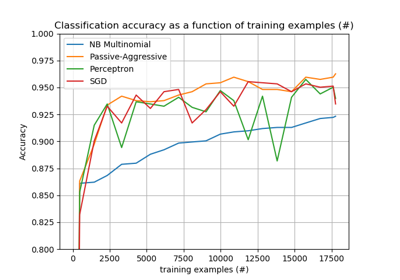 Classification accuracy as a function of training examples (#)
1.000
0.975
0.950
0.925
0.900
0.875
0.850
0.825
0.800
Accuracy
NB Multinomial
Passive-Aggressive
Perceptron
SGD
0 2500 5000 7500 10000 12500 15000 17500
training examples (#)